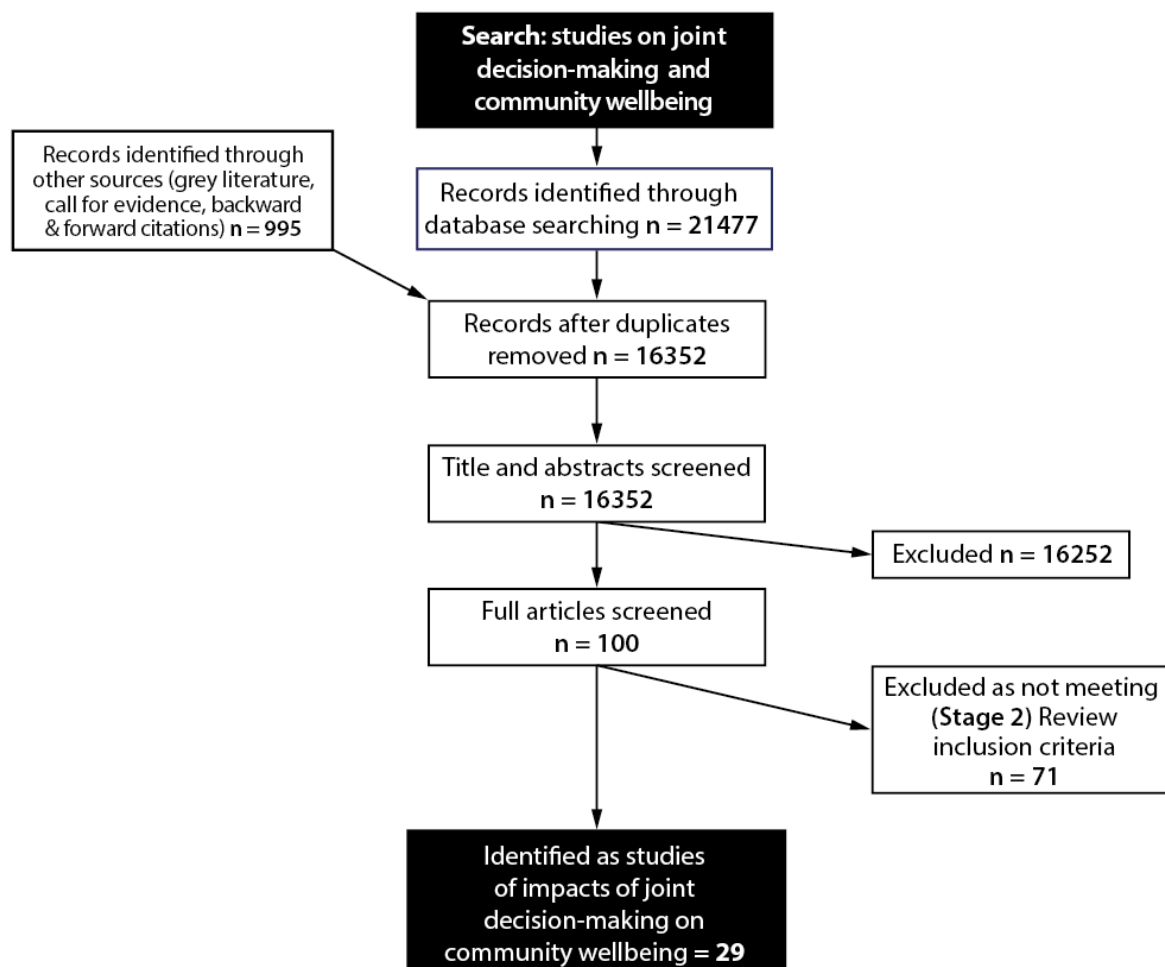 Search: studies on joint
decision-making and
community wellbeing
Records identified through
other sources (grey literature,
call for evidence, backward
& forward citations) n = 995
Records identified through
database searching n = 21477
Records after duplicates
removed n = 16352
Title and abstracts screened
n = 16352
Excluded n = 16252
Full articles screened
n = 100
Excluded as not meeting
(Stage 2) Review
inclusion criteria
n = 71
Identified as studies
of impacts of joint
decision-making on
community wellbeing = 29